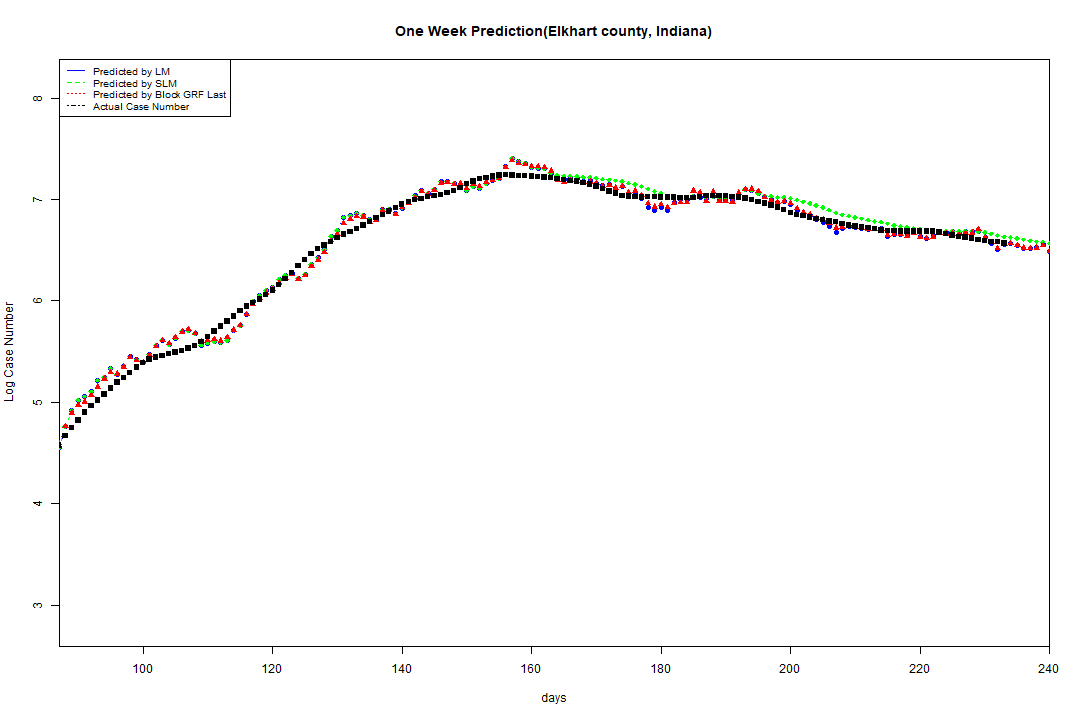 One Week Prediction(Elkhart county, Indiana)
Predicted by LM
Predicted by SLM
Predicted by Block GRF Last
Actual Case Number
8
7
6
5
4
3
Log Case Number
100 120 140 160 180 200 220 240
days